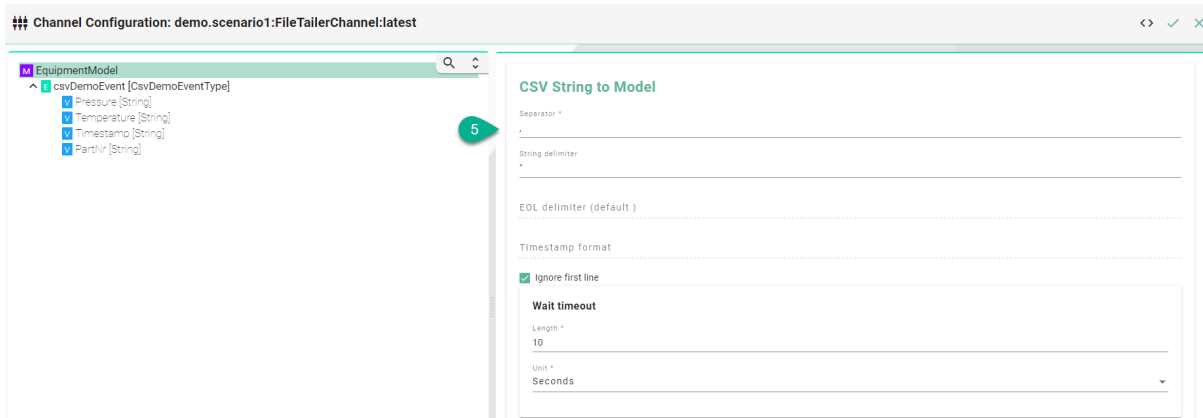 Channel Configuration: demo.scenario1:FileTailerChannel:latest
M EquipmentModel
E csvDemoEvent [CsvDemoEventType]
V Pressure [String]
V Temperature [String]
V Timestamp [String]
V PartNr [String]
5
CSV String to Model
Separator *
,
String delimiter
"
EOL delimiter (default )
Timestamp format
Ignore first line
Wait timeout
Length *
10
Unit *
Seconds